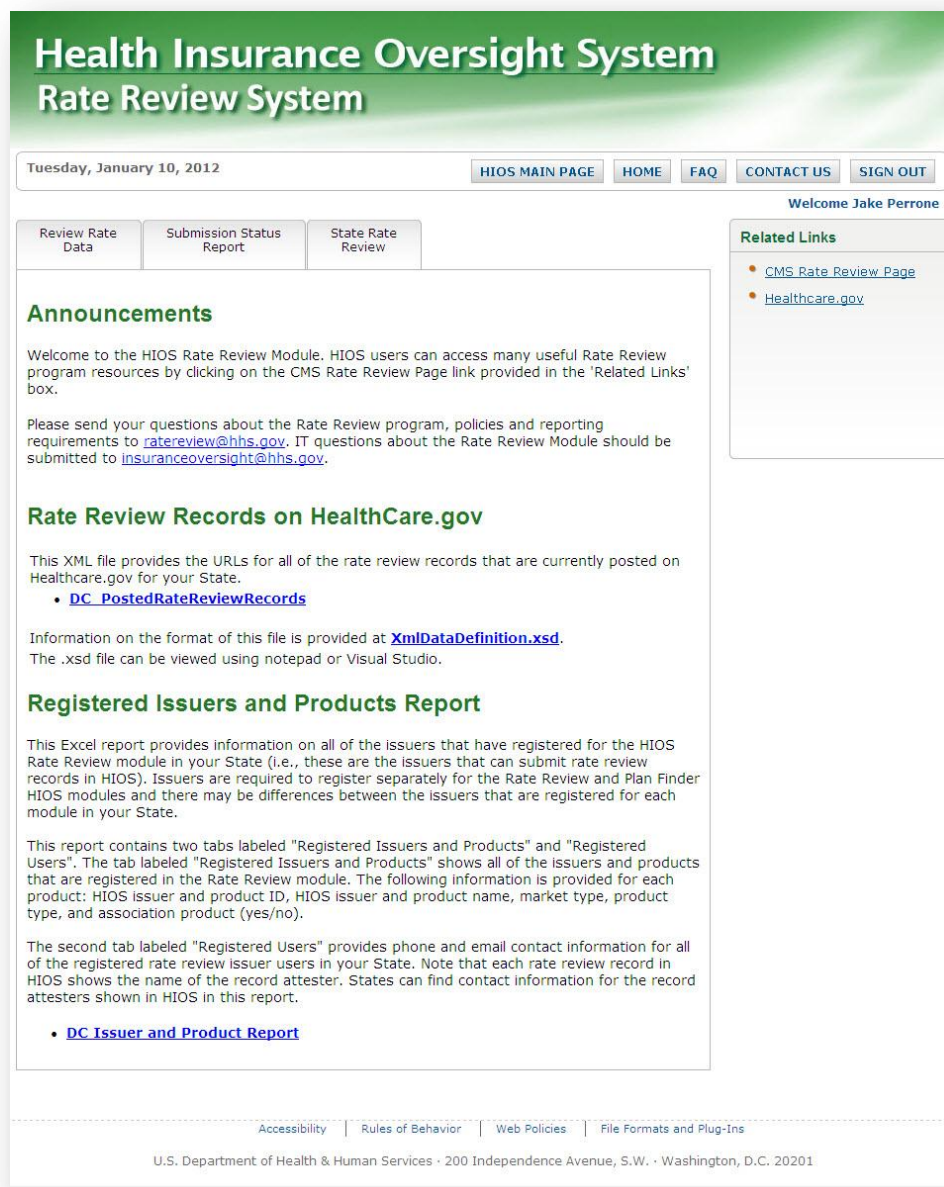 Health Insurance Oversight System
Rate Review System
Tuesday, January 10, 2012
HIOS MAIN PAGE
HOME
FAQ
CONTACT US
SIGN OUT
Welcome Jake Perrone
Review Rate
Data
Submission Status
Report
State Rate
Review
Announcements
Welcome to the HIOS Rate Review Module. HIOS users can access many useful Rate Review
program resources by clicking on the CMS Rate Review Page link provided in the 'Related Links'
box.
Please send your questions about the Rate Review program, policies and reporting
requirements to ratereview@hhs.gov. IT questions about the Rate Review Module should be
submitted to insuranceoversight@hhs.gov.
Rate Review Records on HealthCare.gov
This XML file provides the URLs for all of the rate review records that are currently posted on
Healthcare.gov for your State.
• DC_PostedRateReviewRecords
Information on the format of this file is provided at XmlDataDefinition.xsd.
The .xsd file can be viewed using notepad or Visual Studio.
Registered Issuers and Products Report
This Excel report provides information on all of the issuers that have registered for the HIOS
Rate Review module in your State (i.e., these are the issuers that can submit rate review
records in HIOS). Issuers are required to register separately for the Rate Review and Plan Finder
HIOS modules and there may be differences between the issuers that are registered for each
module in your State.
This report contains two tabs labeled "Registered Issuers and Products" and "Registered
Users". The tab labeled "Registered Issuers and Products" shows all of the issuers and products
that are registered in the Rate Review module. The following information is provided for each
product: HIOS issuer and product ID, HIOS issuer and product name, market type, product
type, and association product (yes/no).
The second tab labeled "Registered Users" provides phone and email contact information for all
of the registered rate review issuer users in your State. Note that each rate review record in
HIOS shows the name of the record attester. States can find contact information for the record
attesters shown in HIOS in this report.
• DC Issuer and Product Report
Related Links
• CMS Rate Review Page
• Healthcare.gov
Accessibility | Rules of Behavior | Web Policies | File Formats and Plug-Ins
U.S. Department of Health & Human Services · 200 Independence Avenue, S.W. · Washington, D.C. 20201